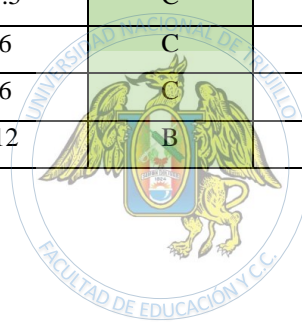 C
6 C
6 C
12 B
UNIVERSIDAD NACIONAL DE TRUJILLO
FACULTAD DE EDUCACIÓN Y C.C.